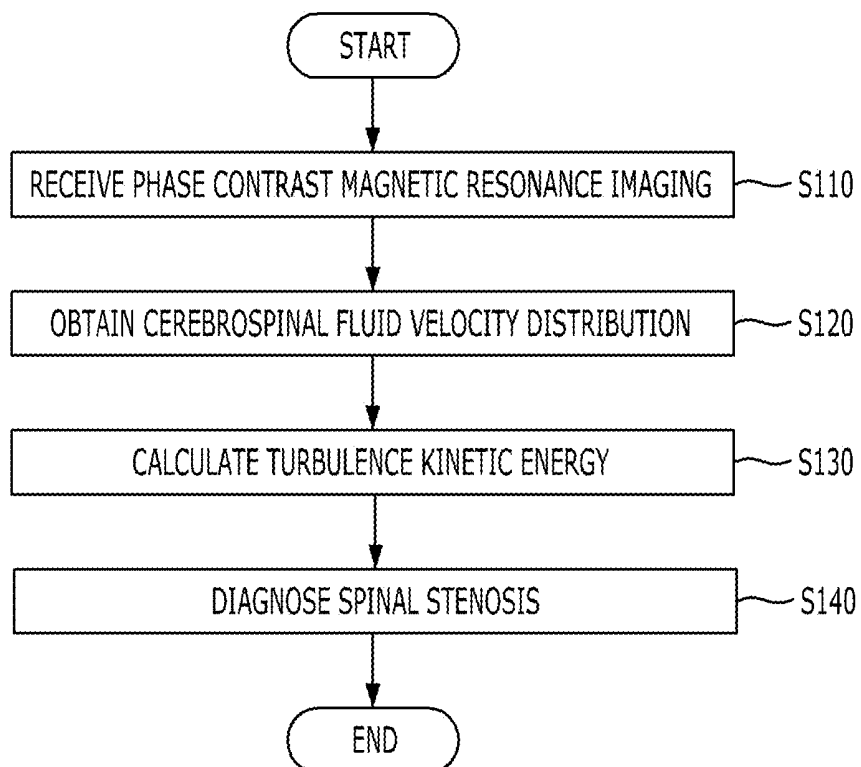 START
RECEIVE PHASE CONTRAST MAGNETIC RESONANCE IMAGING S110
OBTAIN CEREBROSPINAL FLUID VELOCITY DISTRIBUTION S120
CALCULATE TURBULENCE KINETIC ENERGY S130
DIAGNOSE SPINAL STENOSIS S140
END